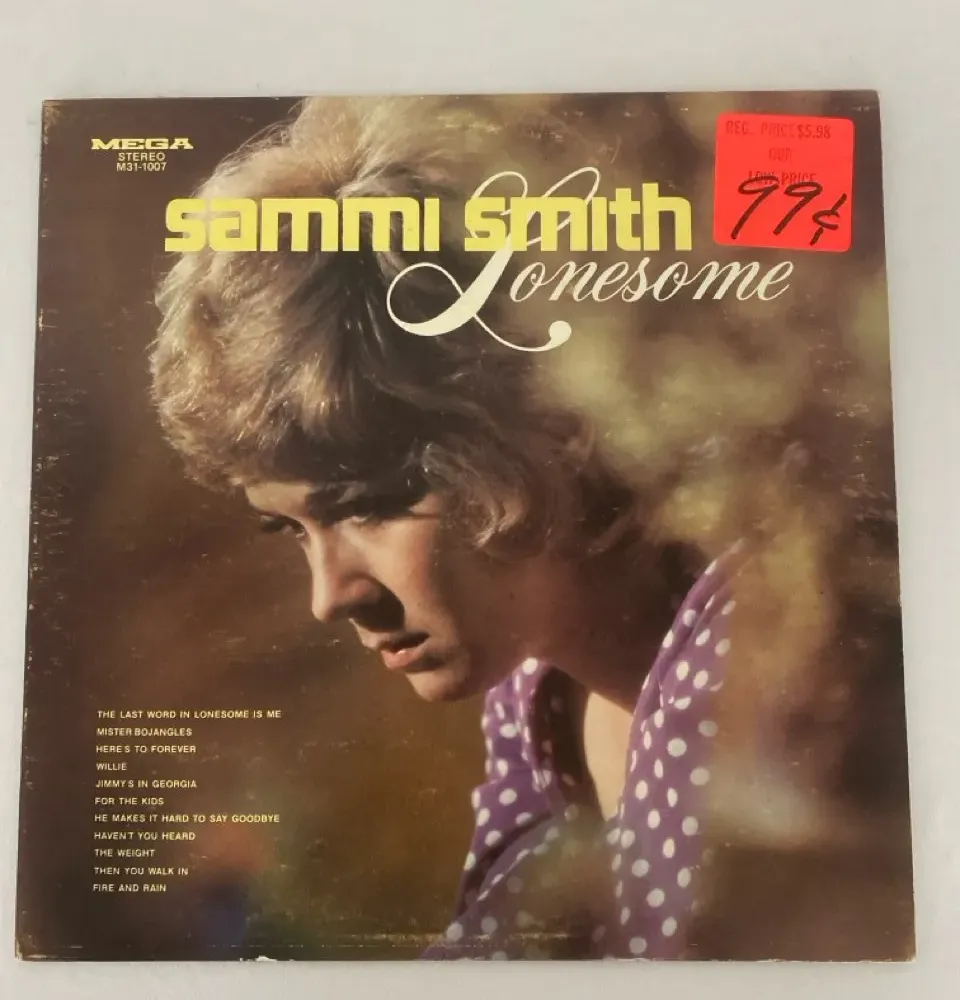 MEGA
STEREO
M31-1007
sammi smith
Lonesome
REG. PRICE $5.98
OUR
LOW PRICE
99¢
THE LAST WORD IN LONESOME IS ME
MISTER BOJANGLES
HERE'S TO FOREVER
WILLIE
JIMMY'S IN GEORGIA
FOR THE KIDS
HE MAKES IT HARD TO SAY GOODBYE
HAVEN'T YOU HEARD
THE WEIGHT
THEN YOU WALK IN
FIRE AND RAIN